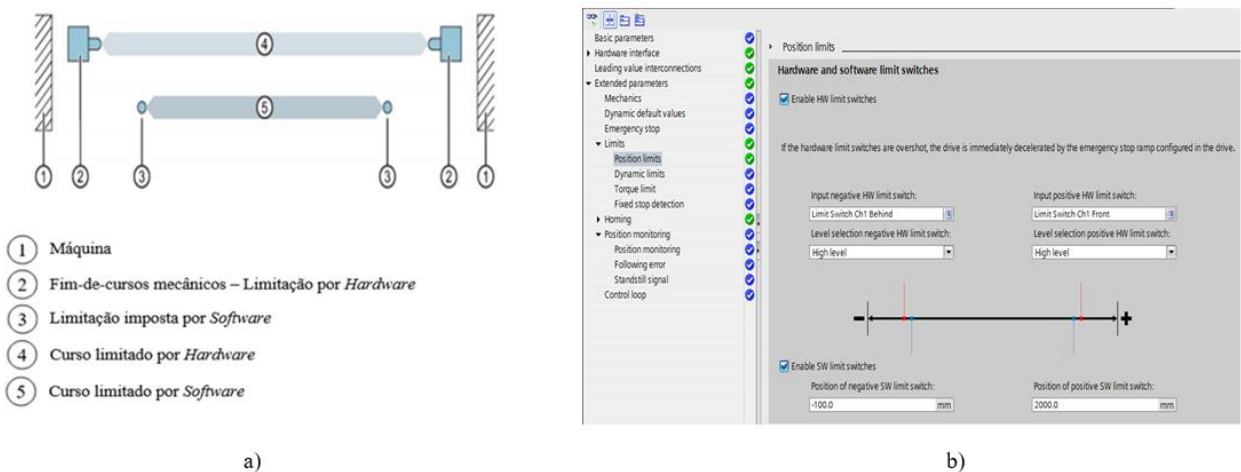 4
5
1 2 3 3 2 1
1 Máquina
2 Fim-de-cursos mecânicos – Limitação por Hardware
3 Limitação imposta por Software
4 Curso limitado por Hardware
5 Curso limitado por Software
a)
Basic parameters
Hardware interface
Leading value interconnections
Extended parameters
Mechanics
Dynamic default values
Emergency stop
Limits
Position limits
Dynamic limits
Torque limit
Fixed stop detection
Homing
Position monitoring
Position monitoring
Following error
Standstill signal
Control loop
Position limits
Hardware and software limit switches
Enable HW limit switches
If the hardware limit switches are overshot, the drive is immediately decelerated by the emergency stop ramp configured in the drive.
Input negative HW limit switch: Input positive HW limit switch:
Limit Switch Ch1 Behind Limit Switch Ch1 Front
Level selection negative HW limit switch: Level selection positive HW limit switch:
High level High level
- +
Enable SW limit switches
Position of negative SW limit switch: Position of positive SW limit switch:
-100.0 mm 2000.0 mm
b)